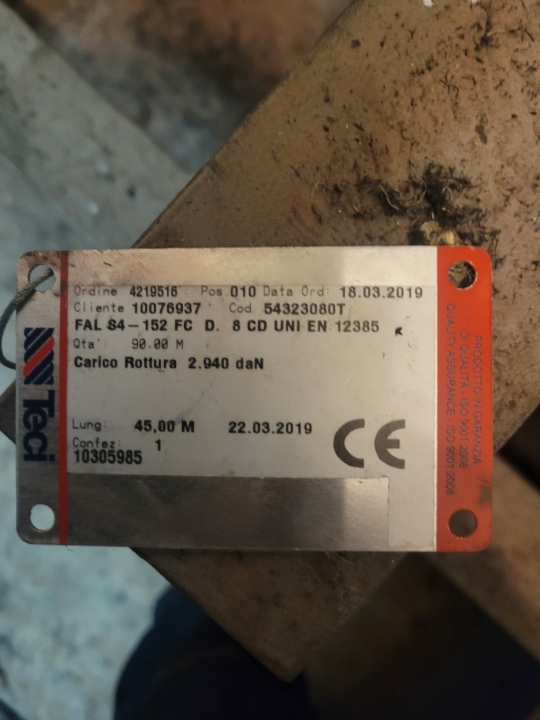 Ordine 4219516 Pos 010 Data Ord: 18.03.2019
Cliente 10076937 Cod 54323080T
FAL S4-152 FC D. 8 CD UNI EN 12385
Qta' 90.00 M
Carico Rottura 2.940 daN
Lung: 45,00 M 22.03.2019
Confez: 1
10305985
CE
Teci
PRODOTTO IN GARANZIA
DI QUALITA' ISO 9001:2008
QUALITY ASSURANCE ISO 9001:2008